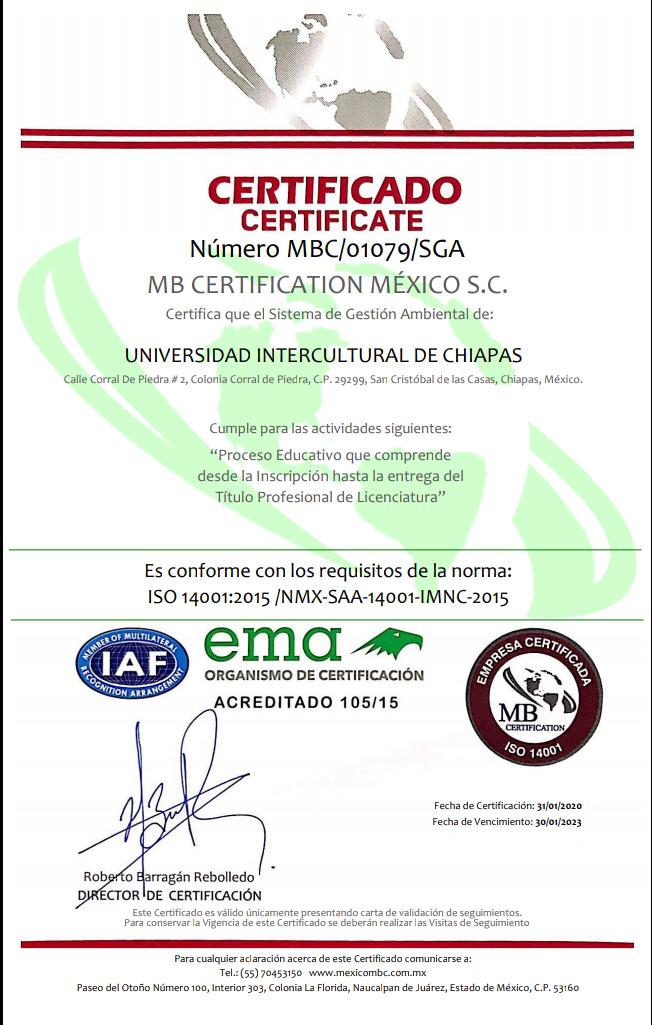 CERTIFICADO
CERTIFICATE
Número MBC/01079/SGA
MB CERTIFICATION MÉXICO S.C.
Certifica que el Sistema de Gestión Ambiental de:
UNIVERSIDAD INTERCULTURAL DE CHIAPAS
Calle Corral De Piedra # 2, Colonia Corral de Piedra, C.P. 29299, San Cristóbal de las Casas, Chiapas, México.
Cumple para las actividades siguientes:
“Proceso Educativo que comprende
desde la Inscripción hasta la entrega del
Título Profesional de Licenciatura”
Es conforme con los requisitos de la norma:
ISO 14001:2015 /NMX-SAA-14001-IMNC-2015
MEMBER OF MULTILATERAL
IAF
RECOGNITION ARRANGEMENT
ema
ORGANISMO DE CERTIFICACIÓN
ACREDITADO 105/15
EMPRESA CERTIFICADA
MB
CERTIFICATION
ISO 14001
Fecha de Certificación: 31/01/2020
Fecha de Vencimiento: 30/01/2023
Roberto Barragán Rebolledo
DIRECTOR DE CERTIFICACIÓN
Este Certificado es válido únicamente presentando carta de validación de seguimientos.
Para conservar la Vigencia de este Certificado se deberán realizar las Visitas de Seguimiento
Para cualquier aclaración acerca de este Certificado comunicarse a:
Tel.: (55) 70453150 www.mexicombc.com.mx
Paseo del Otoño Número 100, Interior 303, Colonia La Florida, Naucalpan de Juárez, Estado de México, C.P. 53160